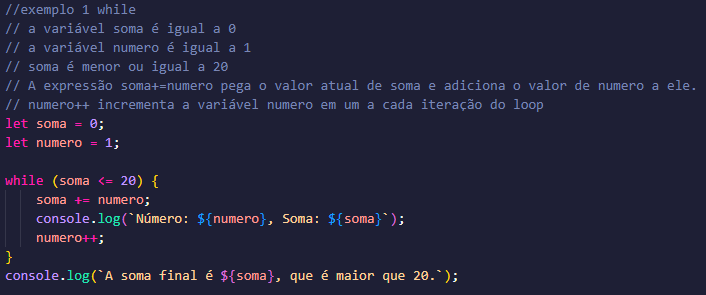 //exemplo 1 while
// a variável soma é igual a 0
// a variável numero é igual a 1
// soma é menor ou igual a 20
// A expressão soma+=numero pega o valor atual de soma e adiciona o valor de numero a ele.
// numero++ incrementa a variável numero em um a cada iteração do loop
let soma = 0;
let numero = 1;
while (soma <= 20) {
    soma += numero;
    console.log(`Número: ${numero}, Soma: ${soma}`);
    numero++;
}
console.log(`A soma final é ${soma}, que é maior que 20.`);